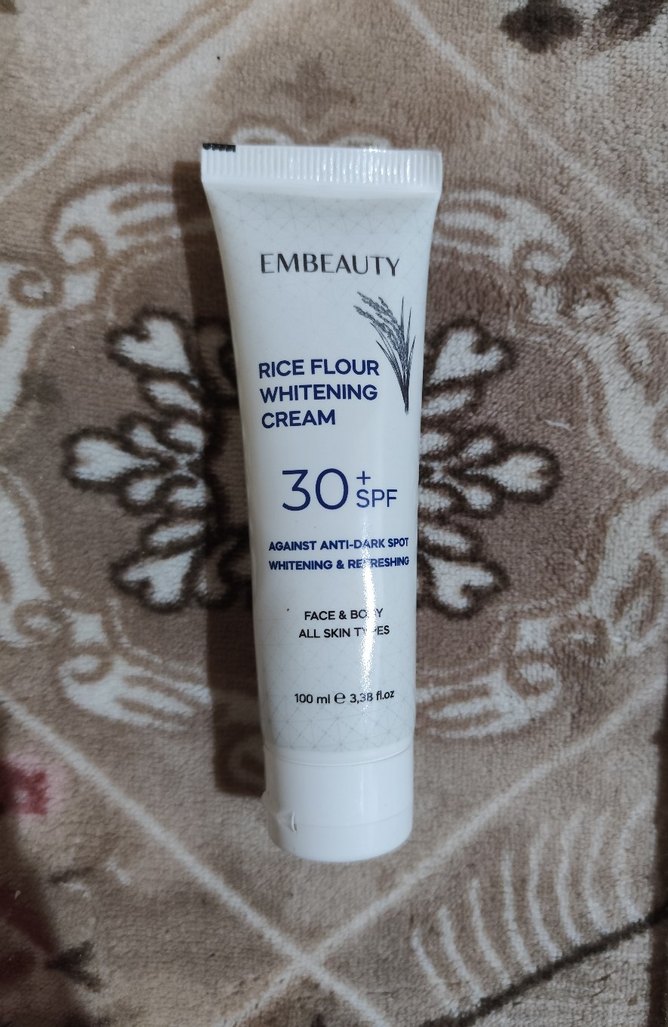 EMBEAUTY
RICE FLOUR
WHITENING
CREAM
30+
SPF
AGAINST ANTI-DARK SPOT
WHITENING & REFRESHING
FACE & BODY
ALL SKIN TYPES
100 ml ℮ 3,38 fl.oz